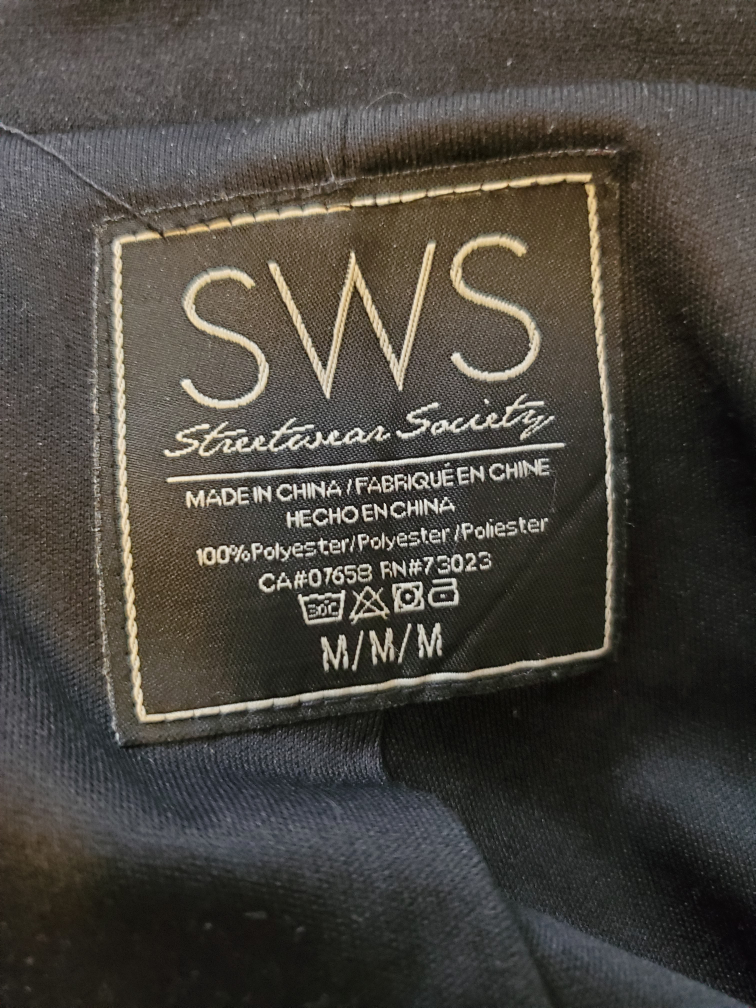 SWS
Streetwear Society
MADE IN CHINA / FABRIQUÉ EN CHINE
HECHO EN CHINA
100% Polyester/Polyester /Poliester
CA#07658 RN#73023
30°C
M/M/M